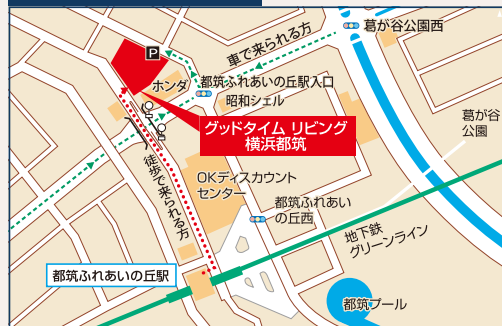 葛が谷公園西
車で来られる方
P
ホンダ
都筑ふれあいの丘駅入口
昭和シェル
グッドタイム リビング
横浜都筑
葛が谷
公園
徒歩で来られる方
OKディスカウント
センター
都筑ふれあい
の丘西
地下鉄
グリーンライン
都筑ふれあいの丘駅
都筑プール